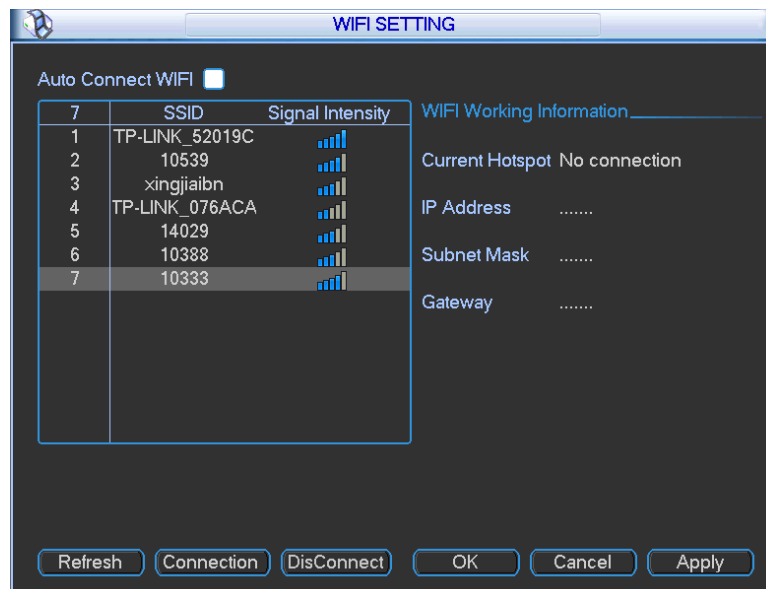 WIFI SETTING
Auto Connect WIFI
7 SSID Signal Intensity
1 TP-LINK_52019C
2 10539
3 xingjiaibn
4 TP-LINK_076ACA
5 14029
6 10388
7 10333
WIFI Working Information
Current Hotspot No connection
IP Address .......
Subnet Mask .......
Gateway .......
Refresh Connection DisConnect OK Cancel Apply